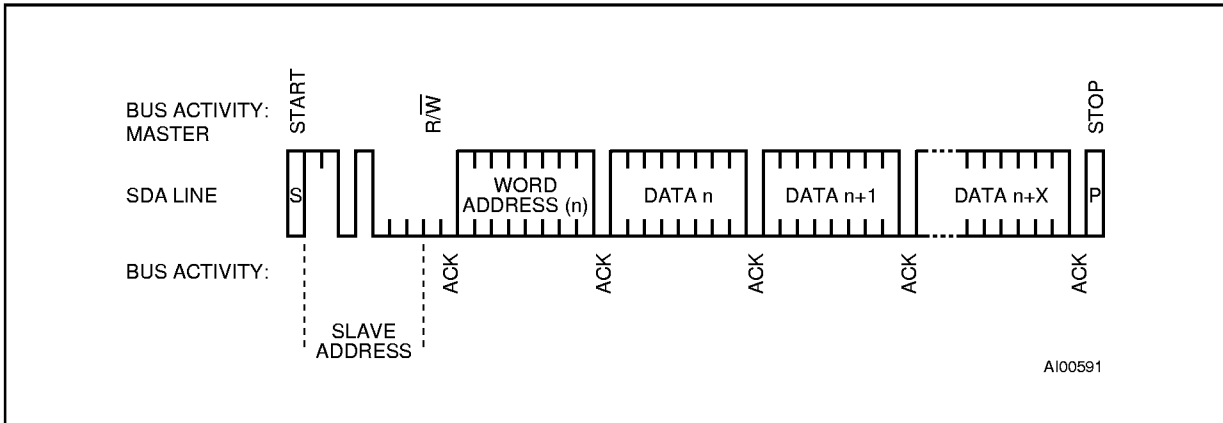 BUS ACTIVITY:
MASTER
START
R/W
STOP
SDA LINE
S
WORD
ADDRESS (n)
DATA n
DATA n+1
DATA n+X
P
BUS ACTIVITY:
ACK
ACK
ACK
ACK
ACK
SLAVE
ADDRESS
AI00591